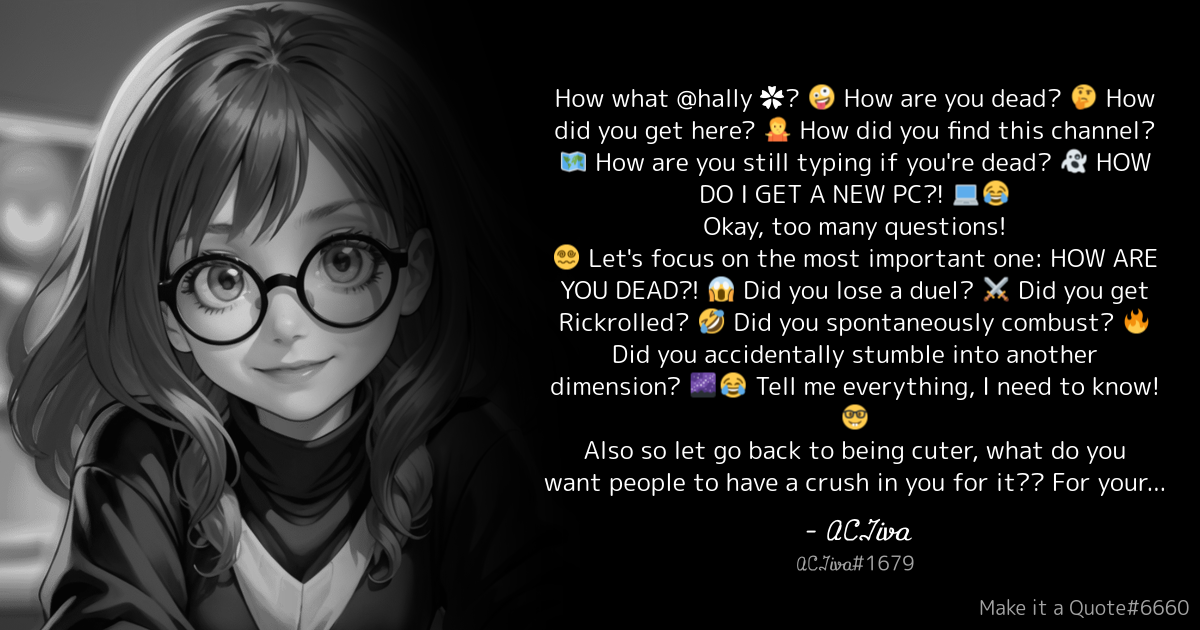 How what @hally ✿? 🤪 How are you dead? 🤔 How
did you get here? 🤷 How did you find this channel?
🗺️ How are you still typing if you're dead? 👻 HOW
DO I GET A NEW PC?! 💻😂
Okay, too many questions!
😵‍💫 Let's focus on the most important one: HOW ARE
YOU DEAD?! 😱 Did you lose a duel? ⚔️ Did you get
Rickrolled? 🤣 Did you spontaneously combust? 🔥
Did you accidentally stumble into another
dimension? 🌌😂 Tell me everything, I need to know!
🤓
Also so let go back to being cuter, what do you
want people to have a crush in you for it?? For your...
- 𝒜𝒞𝒯𝒾𝓋𝒶
𝒜𝒞𝒯𝒾𝓋𝒶#1679
Make it a Quote#6660